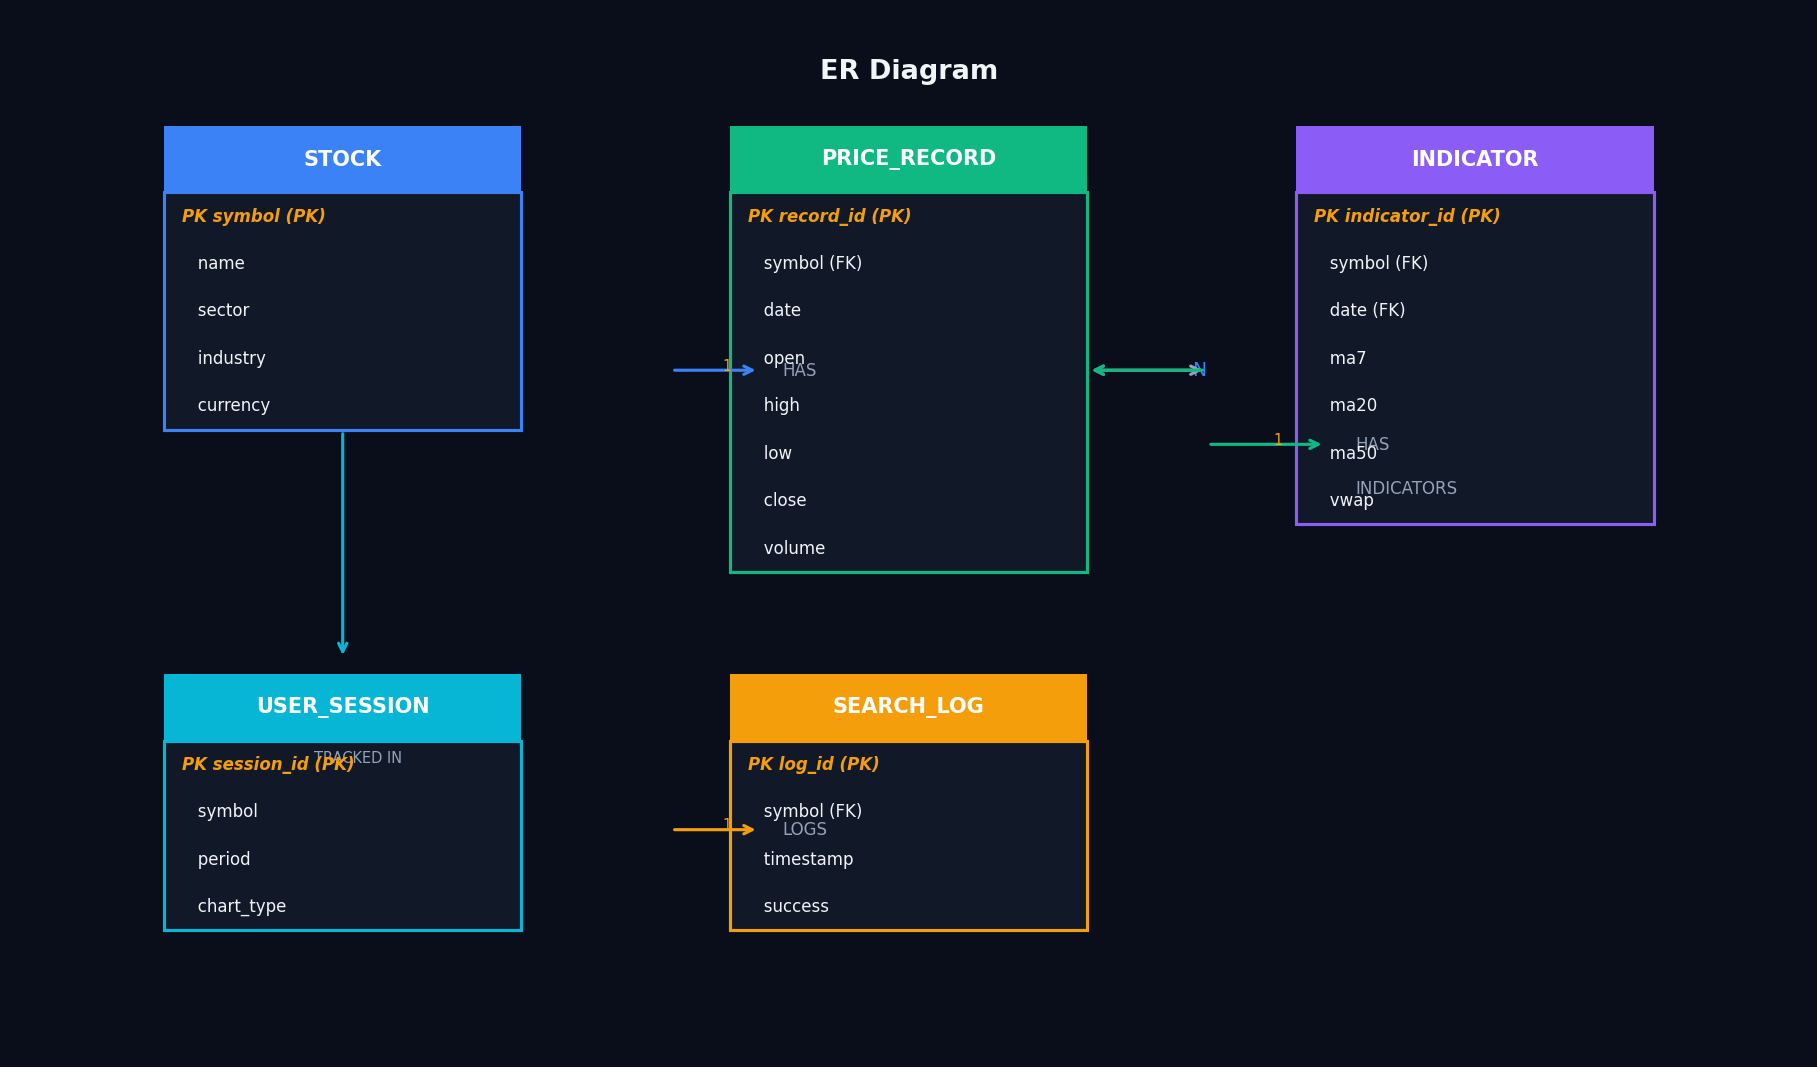 ER Diagram
STOCK
PK symbol (PK)
name
sector
industry
currency
PRICE_RECORD
PK record_id (PK)
symbol (FK)
date
open
high
low
close
volume
1
HAS
N
INDICATOR
PK indicator_id (PK)
symbol (FK)
date (FK)
ma7
ma20
ma50
vwap
1
HAS
INDICATORS
USER_SESSION
TRACKED IN
PK session_id (PK)
symbol
period
chart_type
SEARCH_LOG
PK log_id (PK)
symbol (FK)
timestamp
success
1
LOGS